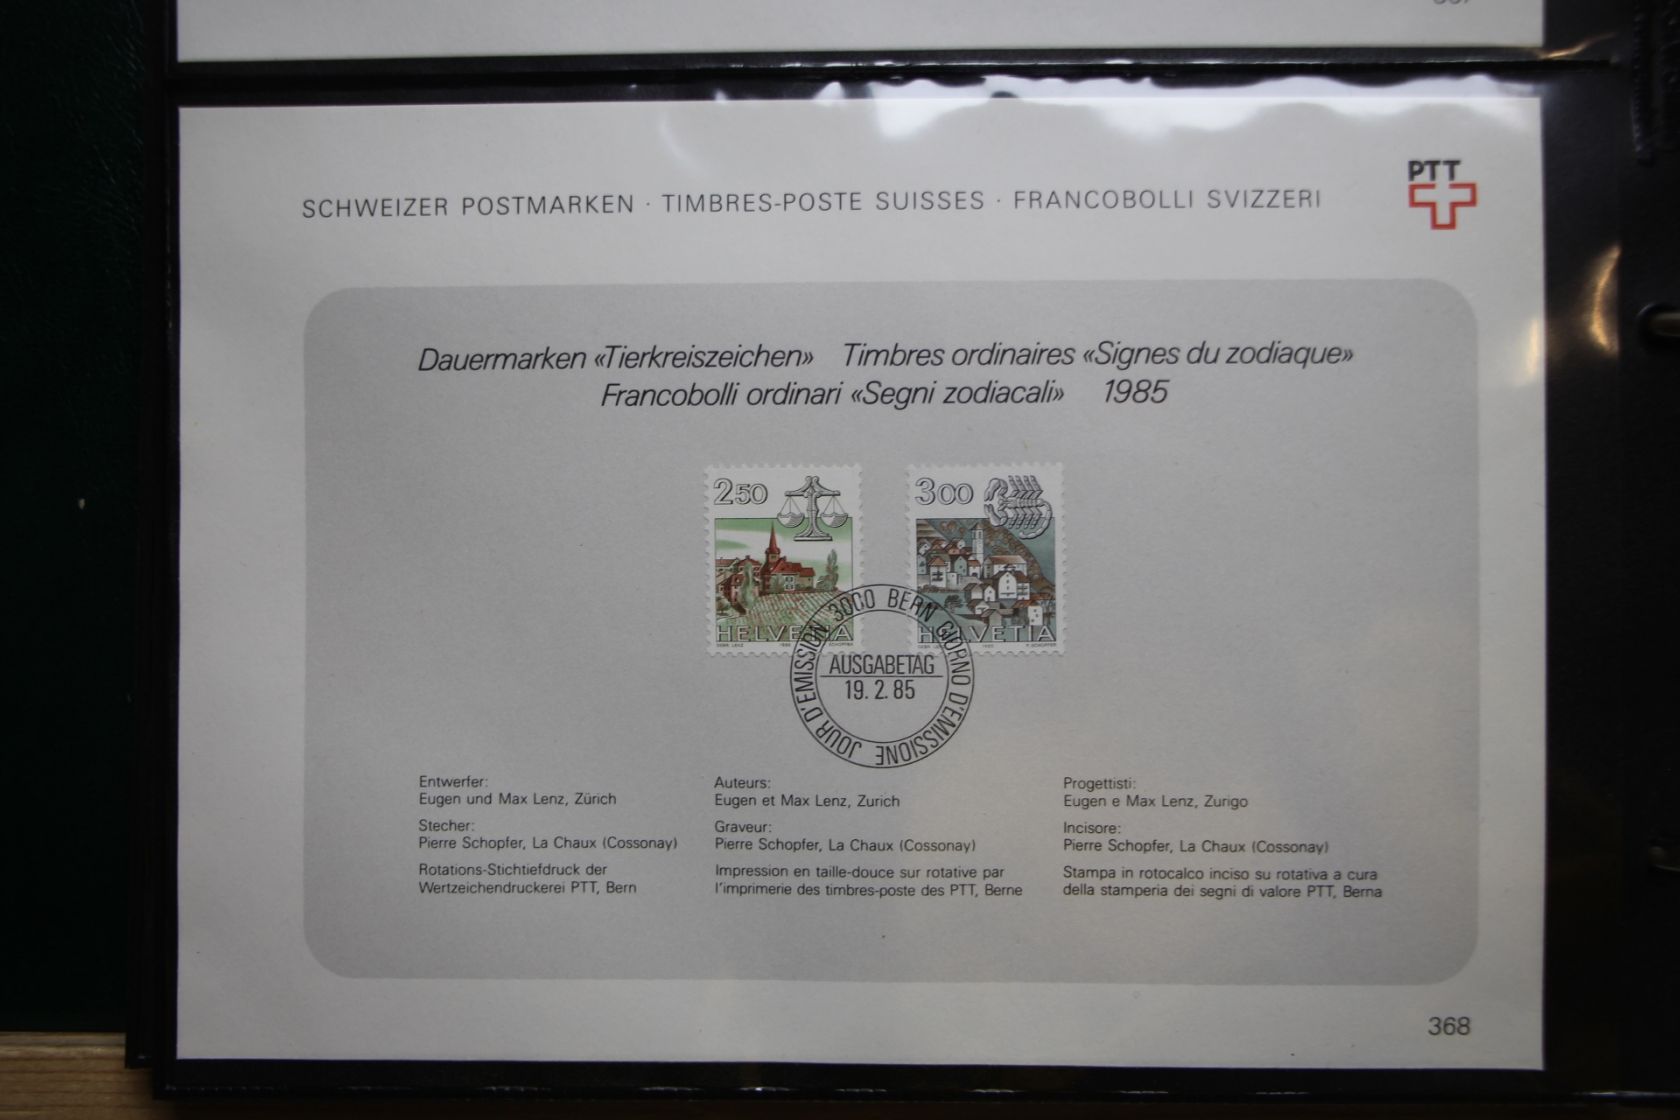 PTT
SCHWEIZER POSTMARKEN · TIMBRES-POSTE SUISSES · FRANCOBOLLI SVIZZERI
Dauermarken «Tierkreiszeichen» Timbres ordinaires «Signes du zodiaque»
Francobolli ordinari «Segni zodiacali» 1985
250
HELVETIA
300
HELVETIA
3000 BERN GIORNO D'EMISSIONE JOUR D'EMISSION
AUSGABETAG
19.2.85
Entwerfer:
Eugen und Max Lenz, Zürich
Stecher:
Pierre Schopfer, La Chaux (Cossonay)
Rotations-Stichtiefdruck der
Wertzeichendruckerei PTT, Bern
Auteurs:
Eugen et Max Lenz, Zurich
Graveur:
Pierre Schopfer, La Chaux (Cossonay)
Impression en taille-douce sur rotative par
l'imprimerie des timbres-poste des PTT, Berne
Progettisti:
Eugen e Max Lenz, Zurigo
Incisore:
Pierre Schopfer, La Chaux (Cossonay)
Stampa in rotocalco inciso su rotativa a cura
della stamperia dei segni di valore PTT, Berna
368